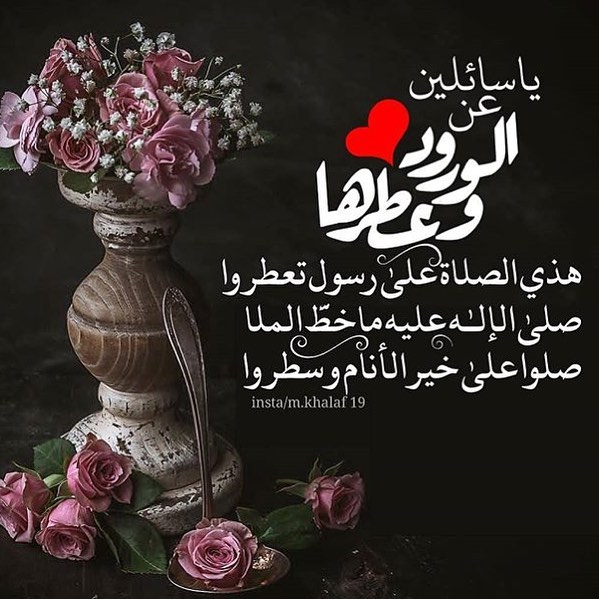 ياسائلين
عن
الورود
وعطرها
هذي الصلاة على رسول تعطروا
صلى الإلــه عليه ما خطّ الملا
صلوا على خير الأنام وسطروا
insta/m.khalaf 19